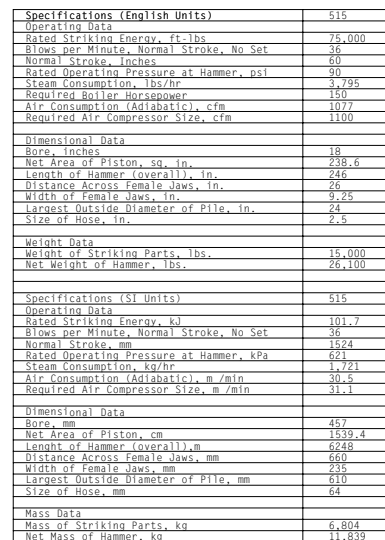 Specifications (English Units) 515
Operating Data
Rated Striking Energy, ft-lbs 75,000
Blows per Minute, Normal Stroke, No Set 36
Normal Stroke, Inches 60
Rated Operating Pressure at Hammer, psi 90
Steam Consumption, lbs/hr 3,795
Required Boiler Horsepower 150
Air Consumption (Adiabatic), cfm 1077
Required Air Compressor Size, cfm 1100
Dimensional Data
Bore, inches 18
Net Area of Piston, sq. in. 238.6
Length of Hammer (overall), in. 246
Distance Across Female Jaws, in. 26
Width of Female Jaws, in. 9.25
Largest Outside Diameter of Pile, in. 24
Size of Hose, in. 2.5
Weight Data
Weight of Striking Parts, lbs. 15,000
Net Weight of Hammer, lbs. 26,100
Specifications (SI Units) 515
Operating Data
Rated Striking Energy, kJ 101.7
Blows per Minute, Normal Stroke, No Set 36
Normal Stroke, mm 1524
Rated Operating Pressure at Hammer, kPa 621
Steam Consumption, kg/hr 1,721
Air Consumption (Adiabatic), m /min 30.5
Required Air Compressor Size, m /min 31.1
Dimensional Data
Bore, mm 457
Net Area of Piston, cm 1539.4
Lenght of Hammer (overall),m 6248
Distance Across Female Jaws, mm 660
Width of Female Jaws, mm 235
Largest Outside Diameter of Pile, mm 610
Size of Hose, mm 64
Mass Data
Mass of Striking Parts, kg 6,804
Net Mass of Hammer, kg 11,839